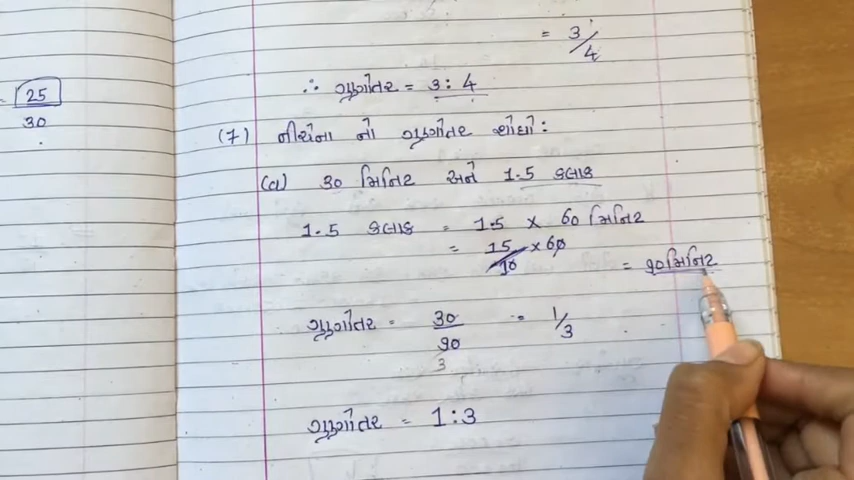 = 3/4
25
30
∴ ગુણોત્તર = 3 : 4
(7) નીચેના નો ગુણોત્તર શોધો :
(a) 30 મિનિટ અને 1.5 કલાક
1.5 કલાક = 1.5 x 60 મિનિટ
= 15/10 x 60 = 90 મિનિટ
ગુણોત્તર = 30/90 = 1/3
3
ગુણોત્તર = 1 : 3